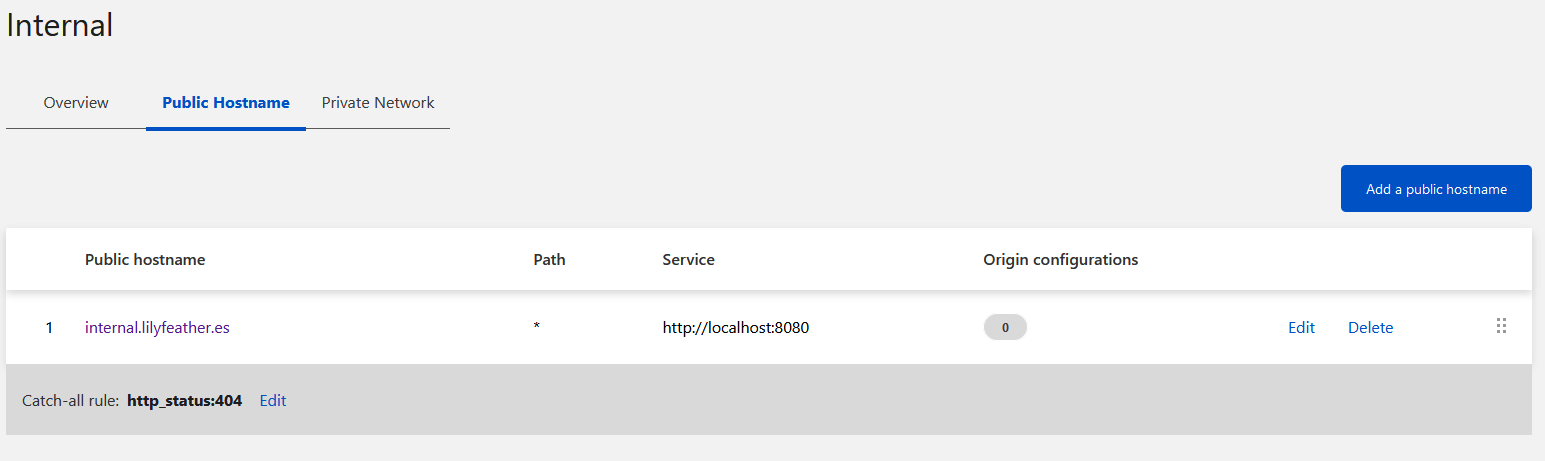 Internal
Overview Public Hostname Private Network
Add a public hostname
Public hostname Path Service Origin configurations
1 internal.lilyfeather.es * http://localhost:8080 0 Edit Delete
Catch-all rule: http_status:404 Edit